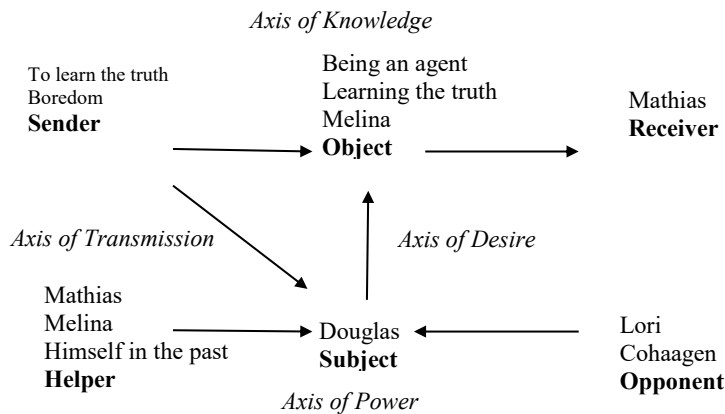 Axis of Knowledge
To learn the truth
Boredom
Sender
Being an agent
Learning the truth
Melina
Object
Mathias
Receiver
Axis of Transmission
Axis of Desire
Mathias
Melina
Himself in the past
Helper
Douglas
Subject
Lori
Cohaagen
Opponent
Axis of Power